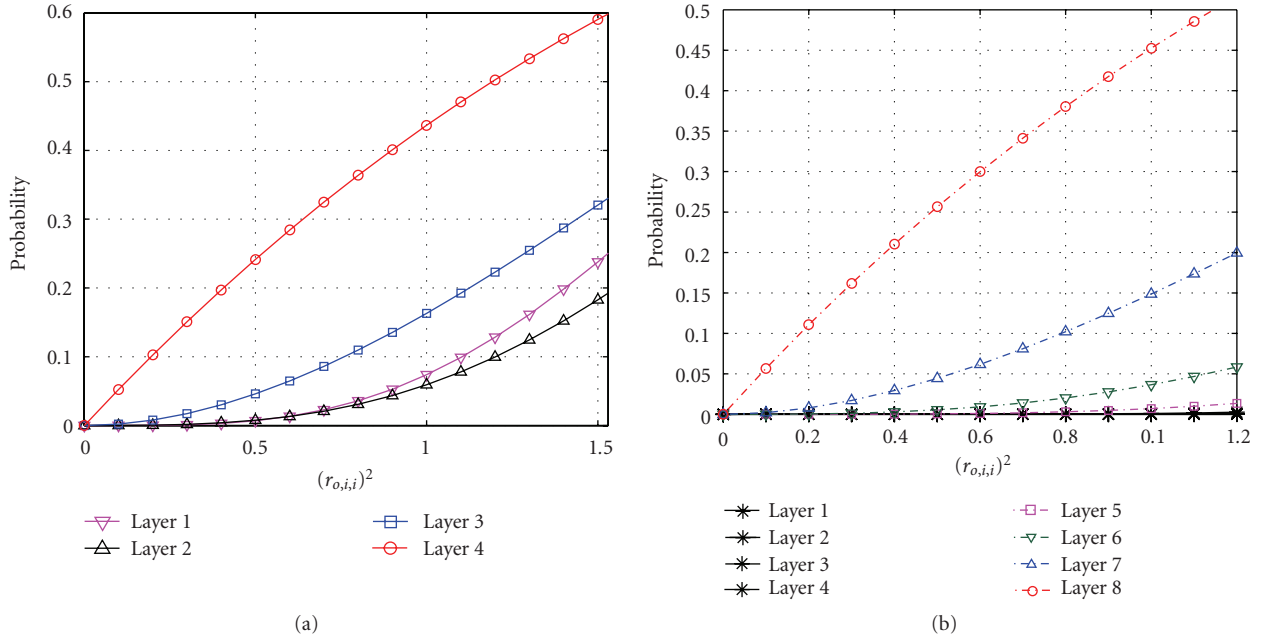 0.6
0.5
0.4
0.3
0.2
0.1
0
Probability
0 0.5 1 1.5
(r_{o,i,i})^2
Layer 1
Layer 2
Layer 3
Layer 4
(a)
0.5
0.45
0.4
0.35
0.5
0.25
0.2
0.15
0.1
0.05
0
Probability
0 0.2 0.4 0.6 0.8 0.1 1.2
(r_{o,i,i})^2
Layer 1
Layer 2
Layer 3
Layer 4
Layer 5
Layer 6
Layer 7
Layer 8
(b)